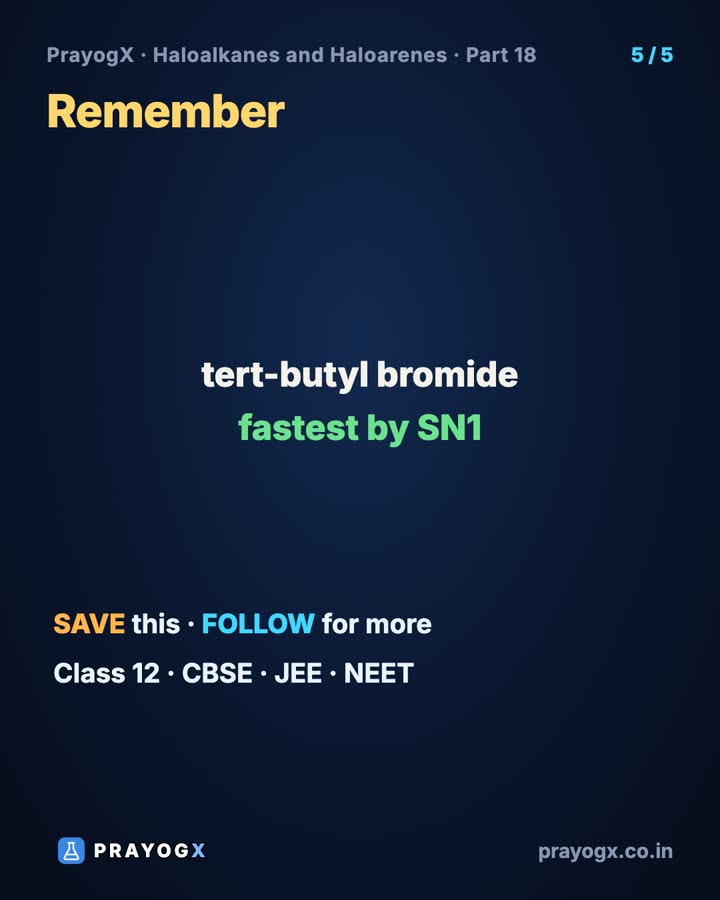 PrayogX · Haloalkanes and Haloarenes · Part 18
5 / 5
Remember
tert-butyl bromide
fastest by SN1
SAVE this · FOLLOW for more
Class 12 · CBSE · JEE · NEET
PRAYOGX
prayogx.co.in